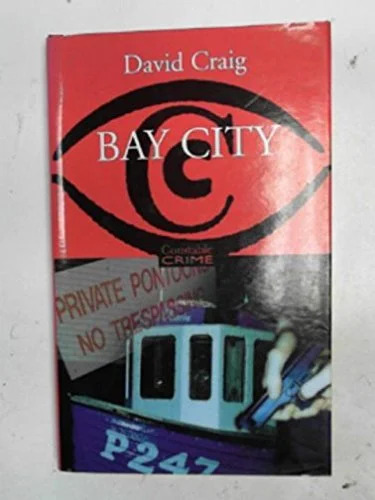 David Craig
BAY CITY
Constable
CRIME
PRIVATE PONTOONS
NO TRESPASSING
P247